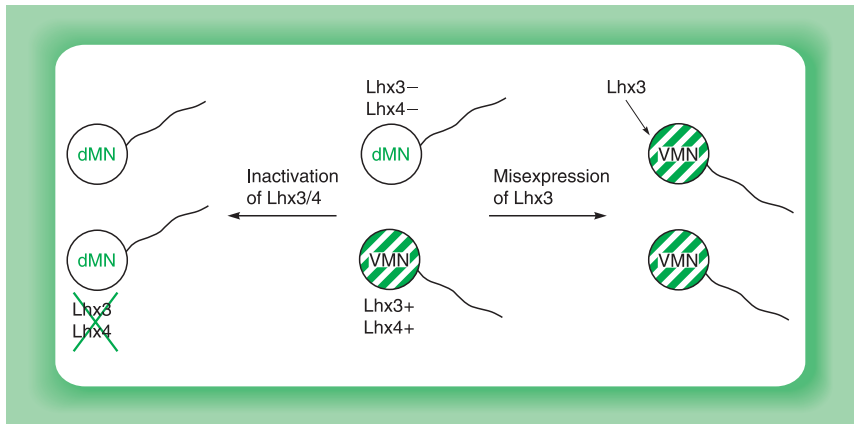 Lhx3−
Lhx4−
Lhx3
dMN
dMN
VMN
Inactivation
of Lhx3/4
Misexpression
of Lhx3
dMN
VMN
VMN
Lhx3
Lhx4
Lhx3+
Lhx4+